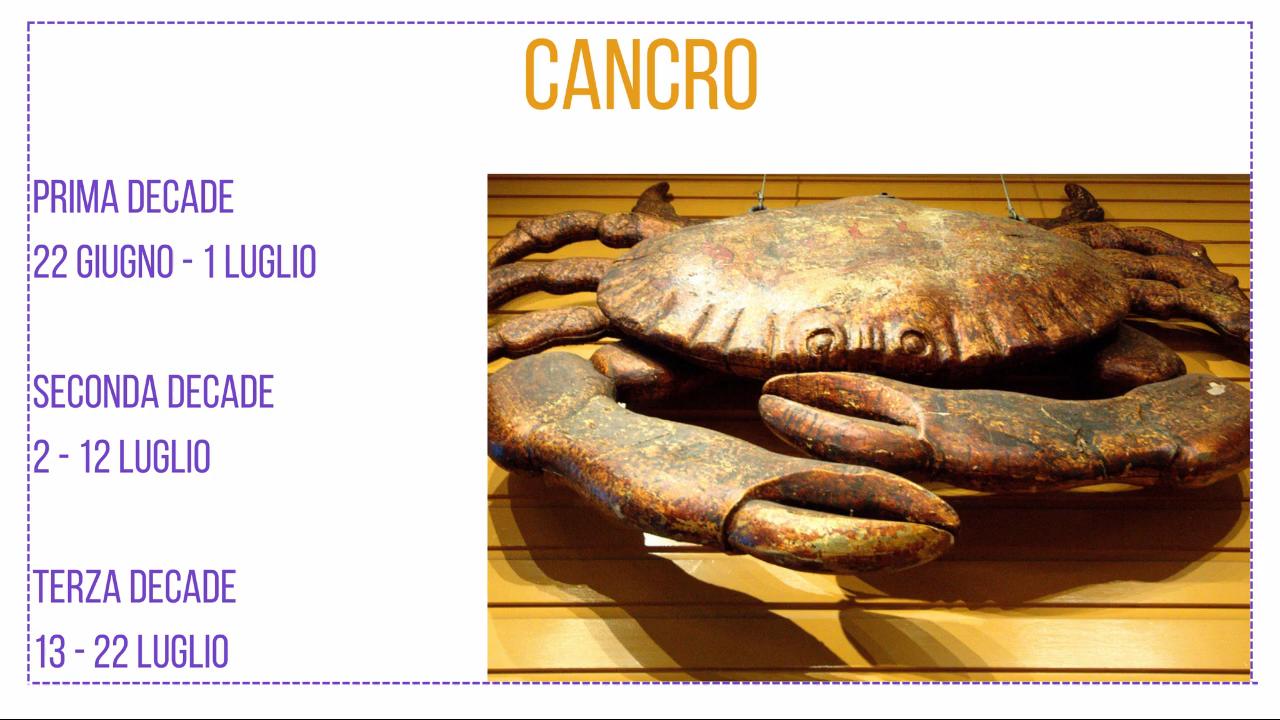 CANCRO
PRIMA DECADE
22 GIUGNO - 1 LUGLIO
SECONDA DECADE
2 - 12 LUGLIO
TERZA DECADE
13 - 22 LUGLIO